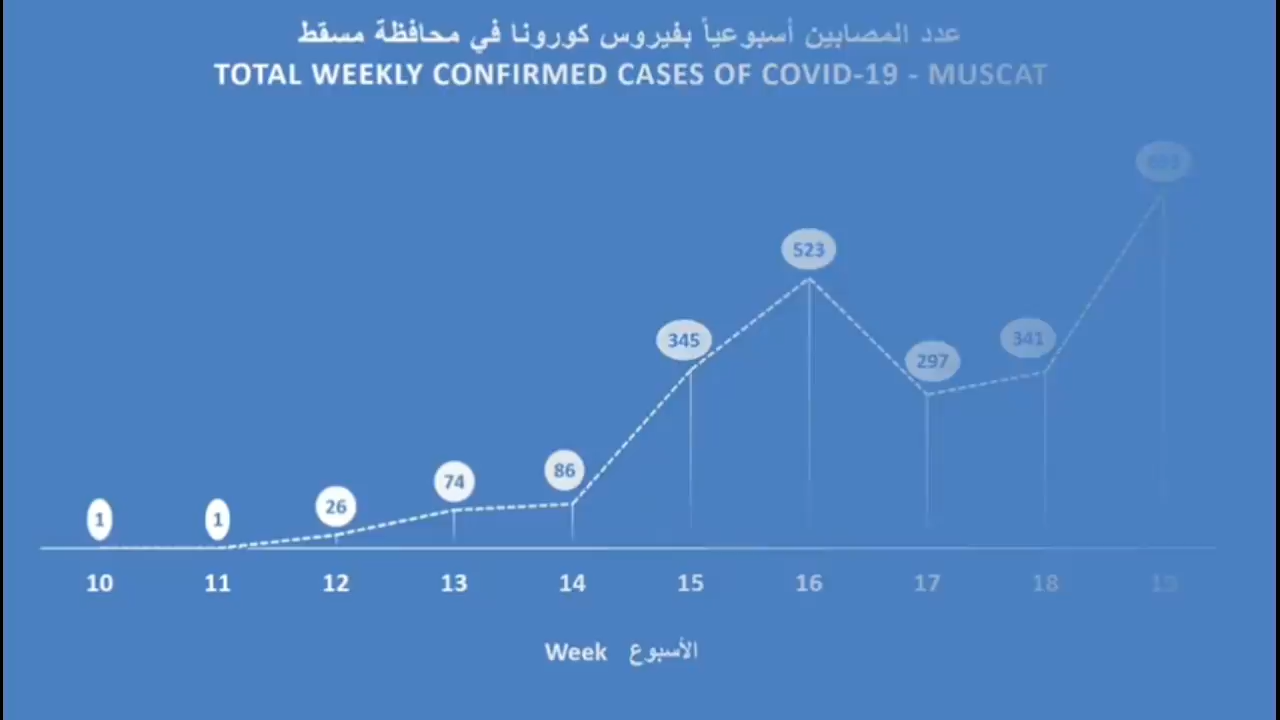 عدد المصابين أسبوعياً بفيروس كورونا في محافظة مسقط
TOTAL WEEKLY CONFIRMED CASES OF COVID-19 - MUSCAT
523
345
341
297
86
74
26
1 1
10 11 12 13 14 15 16 17 18
Week الأسبوع